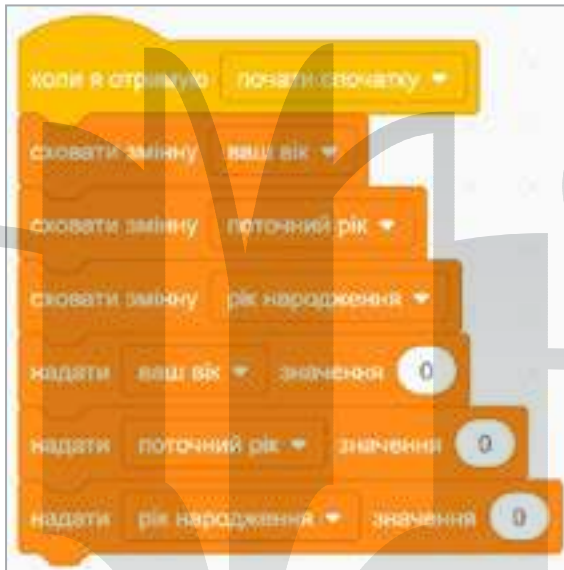 коли я отримую почати спочатку
сховати змінну ваш вік
сховати змінну поточний рік
сховати змінну рік народження
надати ваш вік значення 0
надати поточний рік значення 0
надати рік народження значення 0